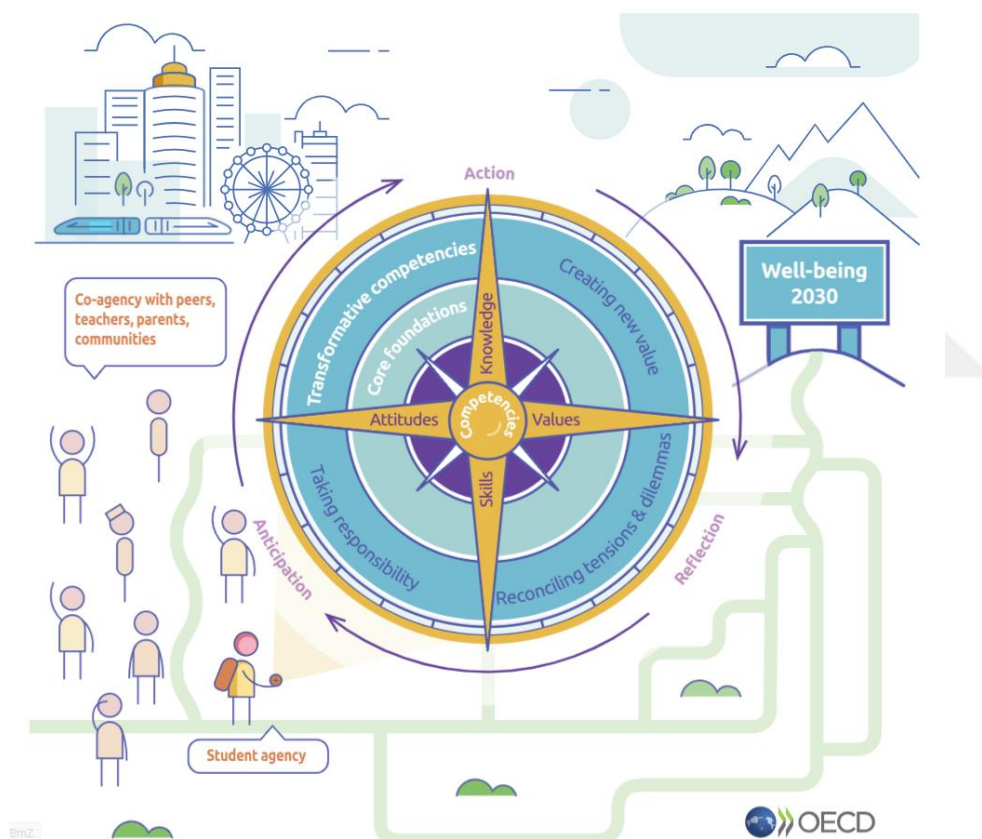 Action
Transformative competencies
Creating new value
Core foundations
Knowledge
Well-being
2030
Co-agency with peers,
teachers, parents,
communities
Attitudes
Competencies
Values
Skills
Taking responsibility
Reconciling tensions & dilemmas
Anticipation
Reflection
Student agency
OECD
BmZ